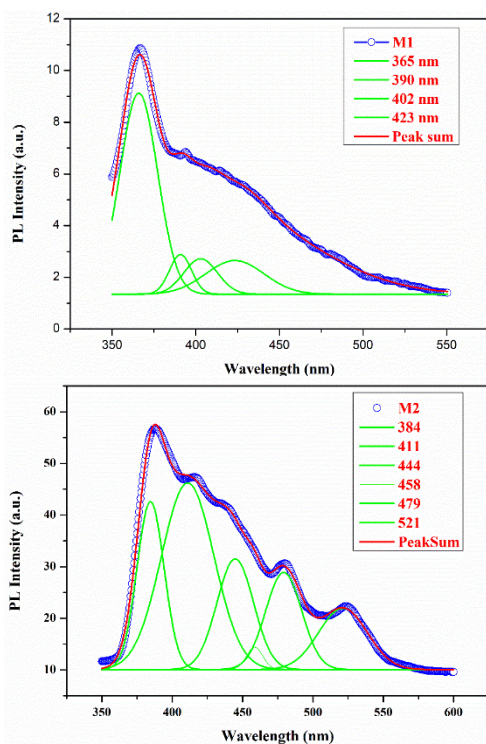 12
10
8
6
4
2
0
PL Intensity (a.u.)
M1
365 nm
390 nm
402 nm
423 nm
Peak sum
350 400 450 500 550
Wavelength (nm)
60
50
40
30
20
10
PL Intensity (a.u.)
M2
384
411
444
458
479
521
PeakSum
350 400 450 500 550 600
Wavelength (nm)